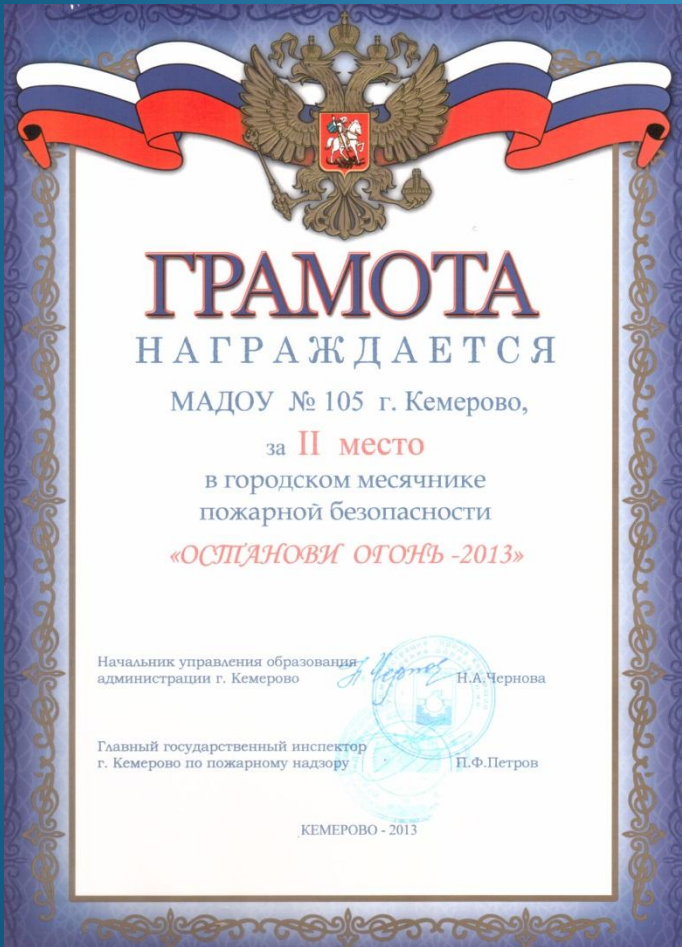 ГРАМОТА
НАГРАЖДАЕТСЯ
МАДОУ № 105 г. Кемерово,
за II место
в городском месячнике
пожарной безопасности
«ОСТАНОВИ ОГОНЬ -2013»
Начальник управления образования
администрации г. Кемерово Н.А.Чернова
Главный государственный инспектор
г. Кемерово по пожарному надзору П.Ф.Петров
КЕМЕРОВО - 2013